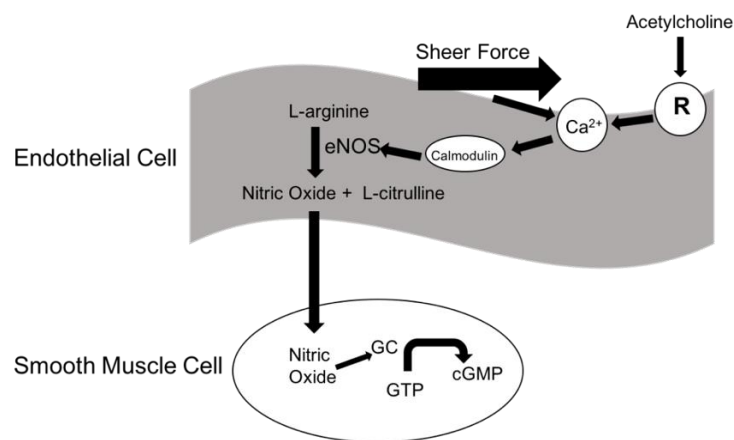 Acetylcholine
Sheer Force
R
L-arginine
Ca²⁺
eNOS
Calmodulin
Endothelial Cell
Nitric Oxide + L-citrulline
Nitric
Oxide
GC
GTP
cGMP
Smooth Muscle Cell